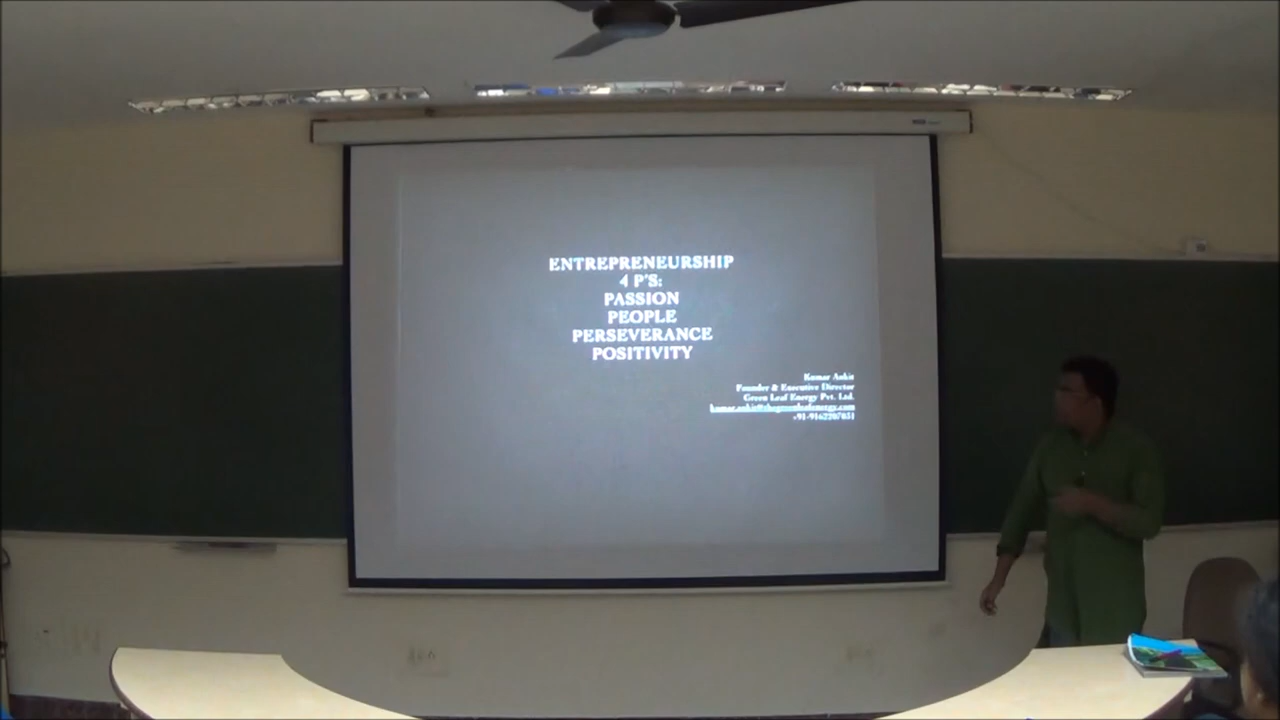 ENTREPRENEURSHIP
4 P'S:
PASSION
PEOPLE
PERSEVERANCE
POSITIVITY
Kumar Ankit
Founder & Executive Director
Green Leaf Energy Pvt. Ltd.